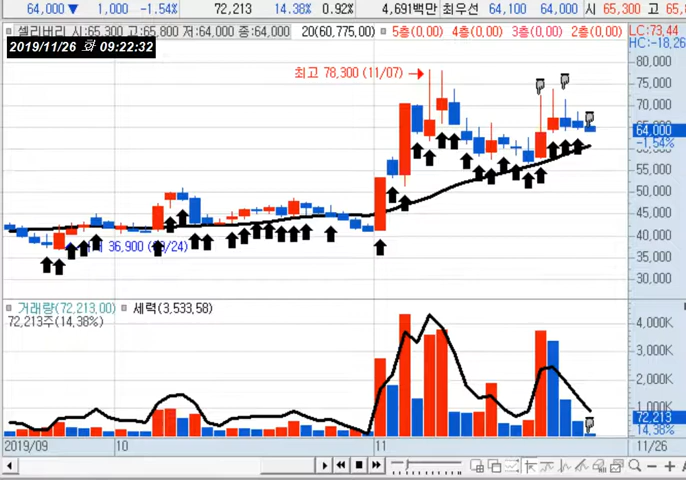 64,000▼ 1,000 -1.54% 72,213 14.38% 0.92% 4,691백만 최우선 64,100 64,000 시 65,300 고
셀리버리 시:65,300 고:65,800 저:64,000 종:64,000 20(60,775.00) 5층(0,00) 4층(0,00) 3층(0,00) 2층(0,00) LC:73,44
2019/11/26 화 09:22:32 HC:-18,26
80,000
최고 78,300 (11/07)
75,000
70,000
65,000
64,000
-1.54%
60,000
55,000
50,000
45,000
40,000
36,900
35,000
30,000
거래량(72,213,00) 세력(3,533,58)
72,213주(14,38%)
4,000K
3,000K
2,000K
1,000K
72,213
14.38%
2019/09 10 11 11/26